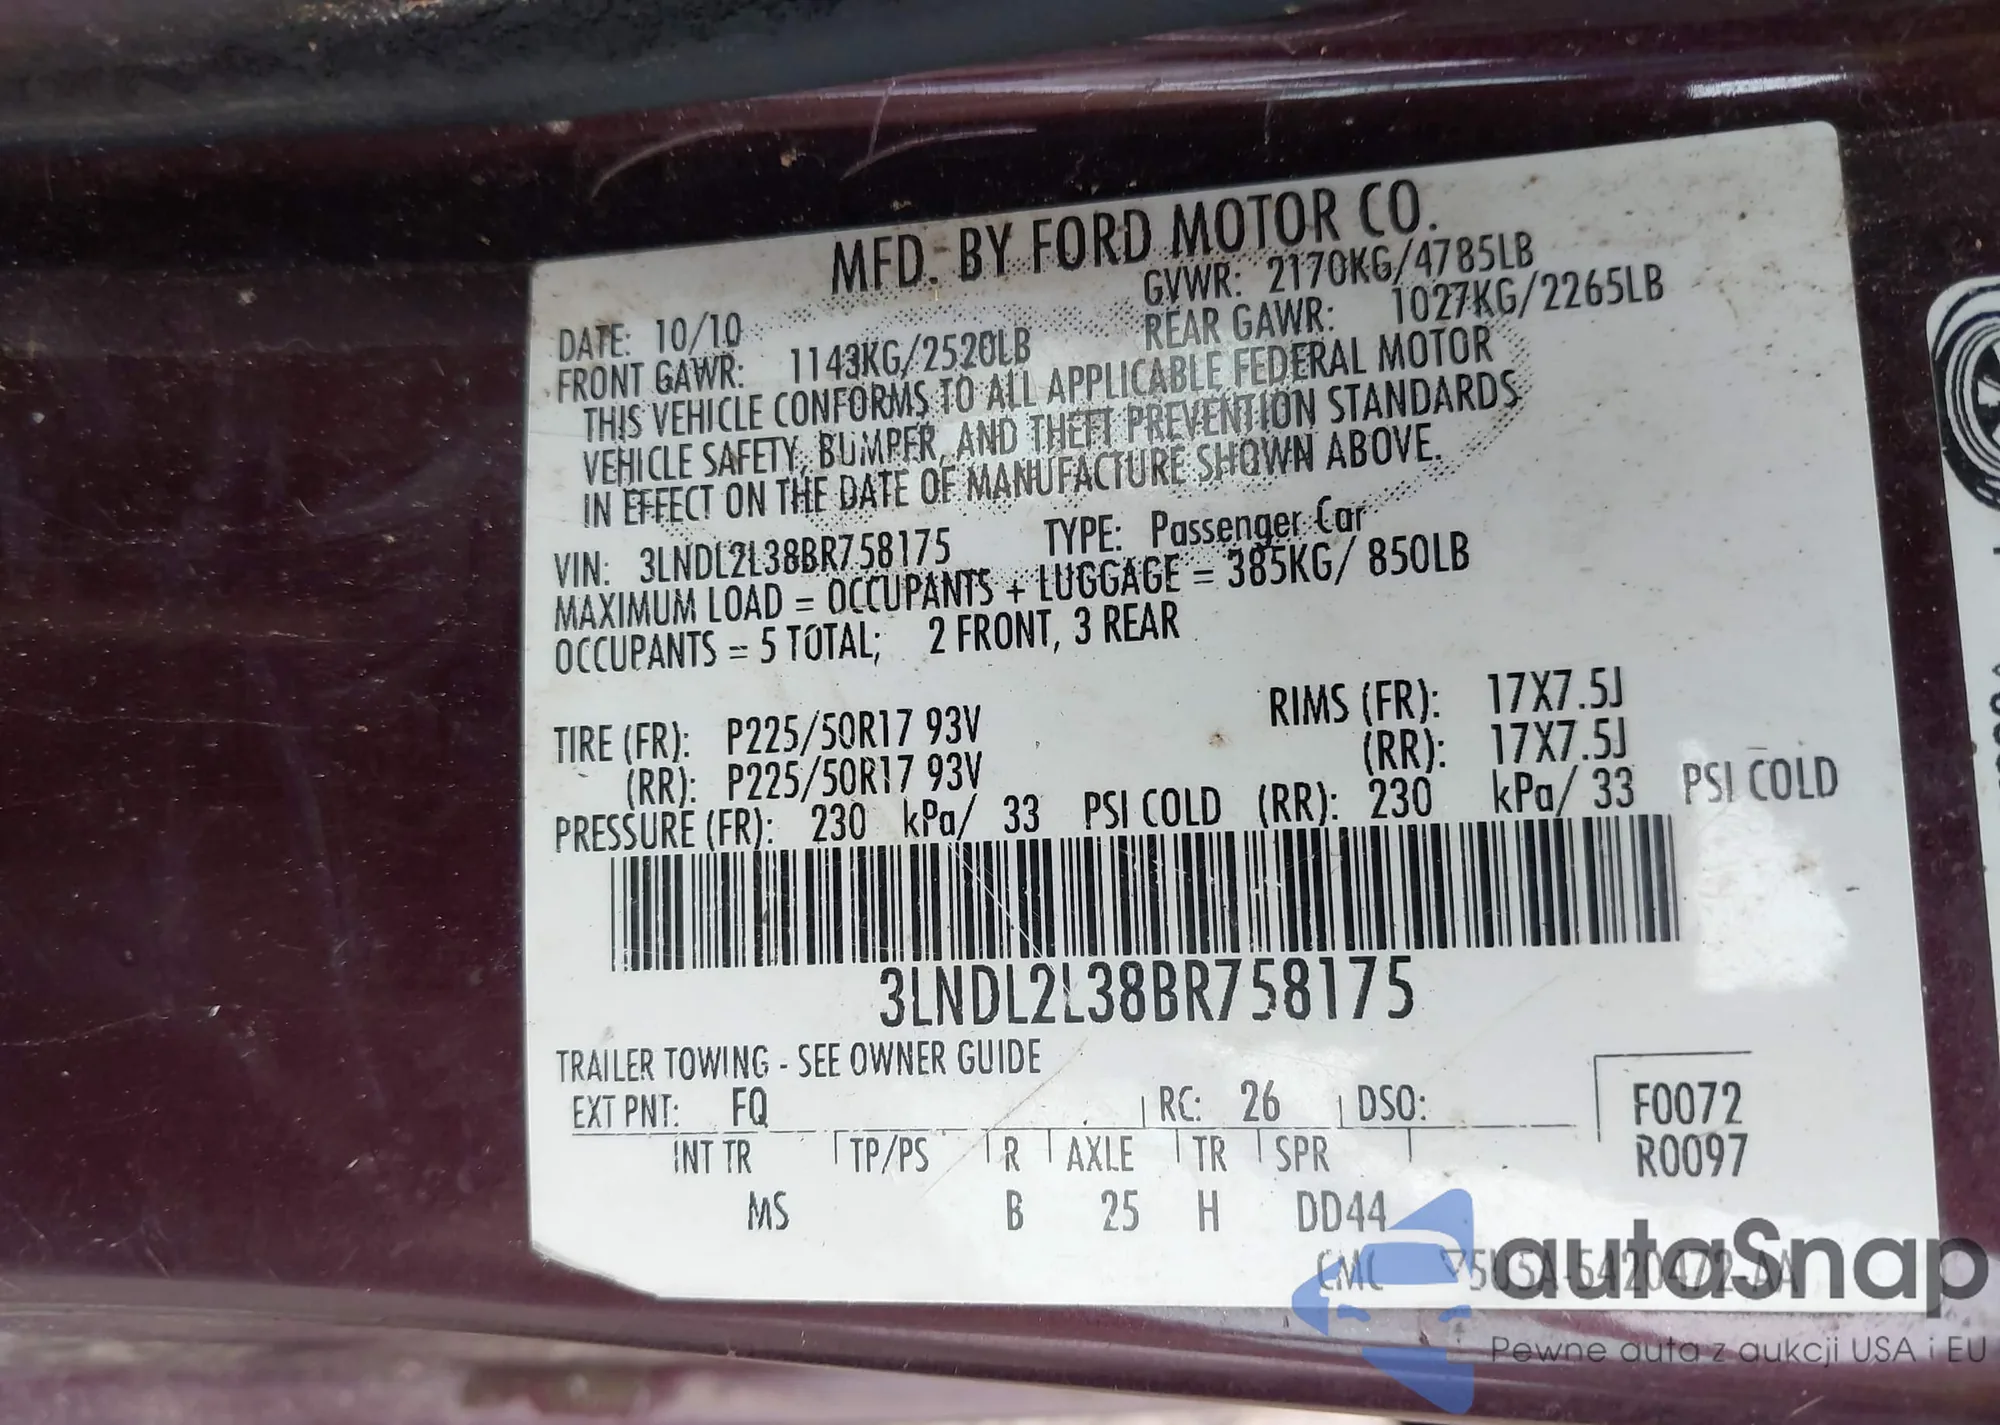 MFD. BY FORD MOTOR CO.
DATE: 10/10 GVWR: 2170KG/4785LB
FRONT GAWR: 1143KG/2520LB REAR GAWR: 1027KG/2265LB
THIS VEHICLE CONFORMS TO ALL APPLICABLE FEDERAL MOTOR
VEHICLE SAFETY, BUMPER, AND THEFT PREVENTION STANDARDS
IN EFFECT ON THE DATE OF MANUFACTURE SHOWN ABOVE.
VIN: 3LNDL2L38BR758175 TYPE: Passenger Car
MAXIMUM LOAD = OCCUPANTS + LUGGAGE = 385KG/ 850LB
OCCUPANTS = 5 TOTAL; 2 FRONT, 3 REAR
TIRE (FR): P225/50R17 93V RIMS (FR): 17X7.5J
(RR): P225/50R17 93V (RR): 17X7.5J
PRESSURE (FR): 230 kPa/ 33 PSI COLD (RR): 230 kPa/ 33 PSI COLD
3LNDL2L38BR758175
TRAILER TOWING - SEE OWNER GUIDE
EXT PNT: FQ RC: 26 DSO: F0072
INT TR TP/PS R AXLE TR SPR R0097
MS B 25 H DD44
CMC
autaSnap
Pewne auta z aukcji USA i EU